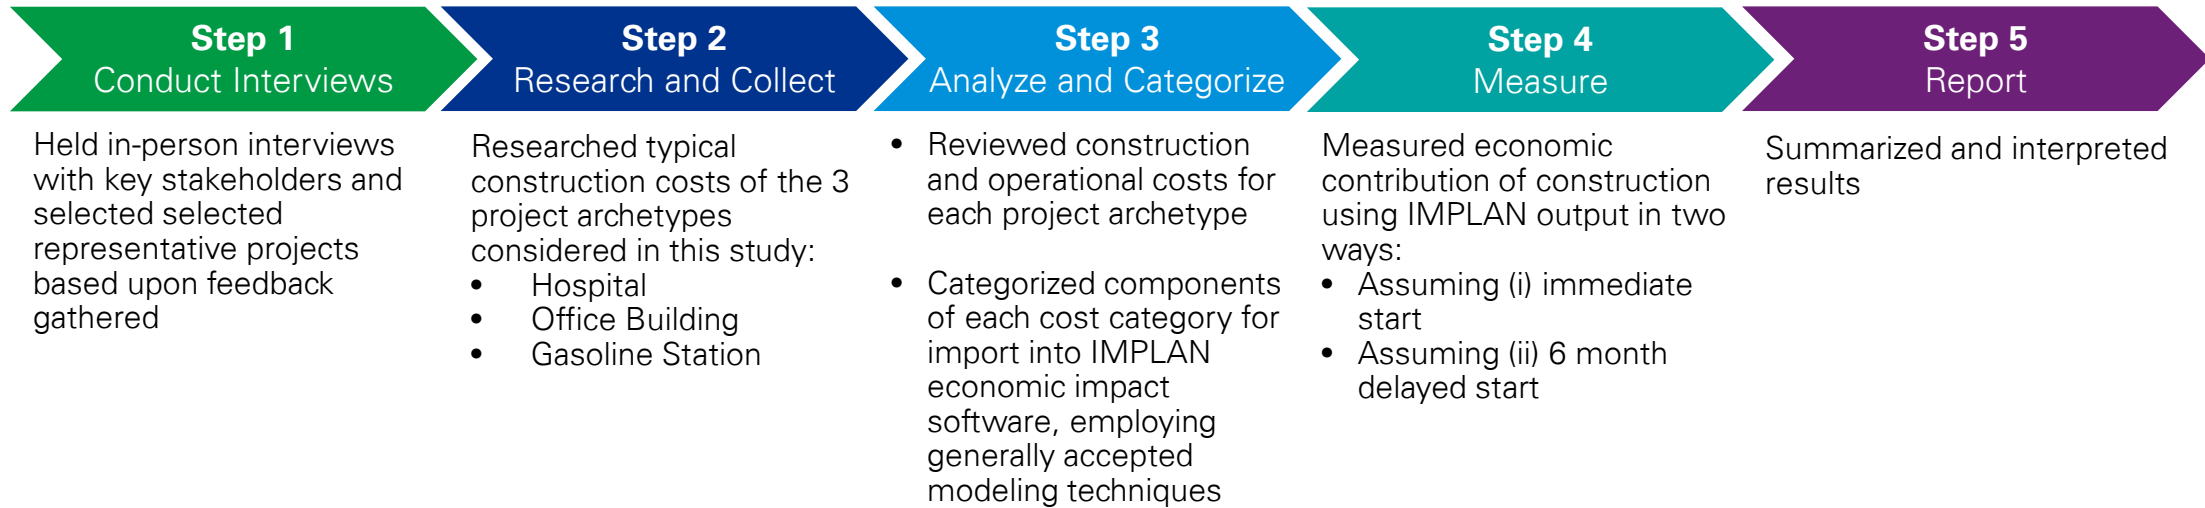 Step 1
Conduct Interviews
Held in-person interviews
with key stakeholders and
selected selected
representative projects
based upon feedback
gathered
Step 2
Research and Collect
Researched typical
construction costs of the 3
project archetypes
considered in this study:
• Hospital
• Office Building
• Gasoline Station
Step 3
Analyze and Categorize
• Reviewed construction
and operational costs for
each project archetype
• Categorized components
of each cost category for
import into IMPLAN
economic impact
software, employing
generally accepted
modeling techniques
Step 4
Measure
Measured economic
contribution of construction
using IMPLAN output in two
ways:
• Assuming (i) immediate
start
• Assuming (ii) 6 month
delayed start
Step 5
Report
Summarized and interpreted
results